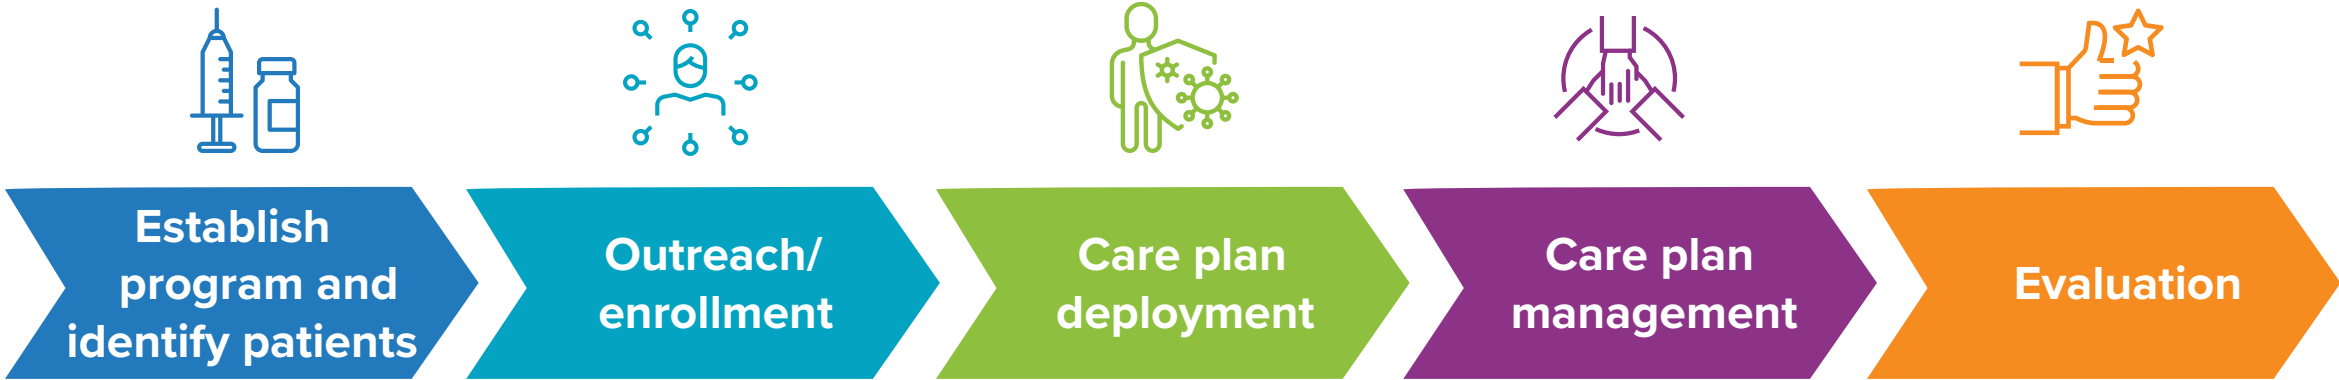 Establish
program and
identify patients
Outreach/
enrollment
Care plan
deployment
Care plan
management
Evaluation